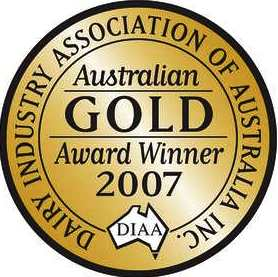 DAIRY INDUSTRY ASSOCIATION OF AUSTRALIA INC.
Australian
GOLD
Award Winner
2007
DIAA